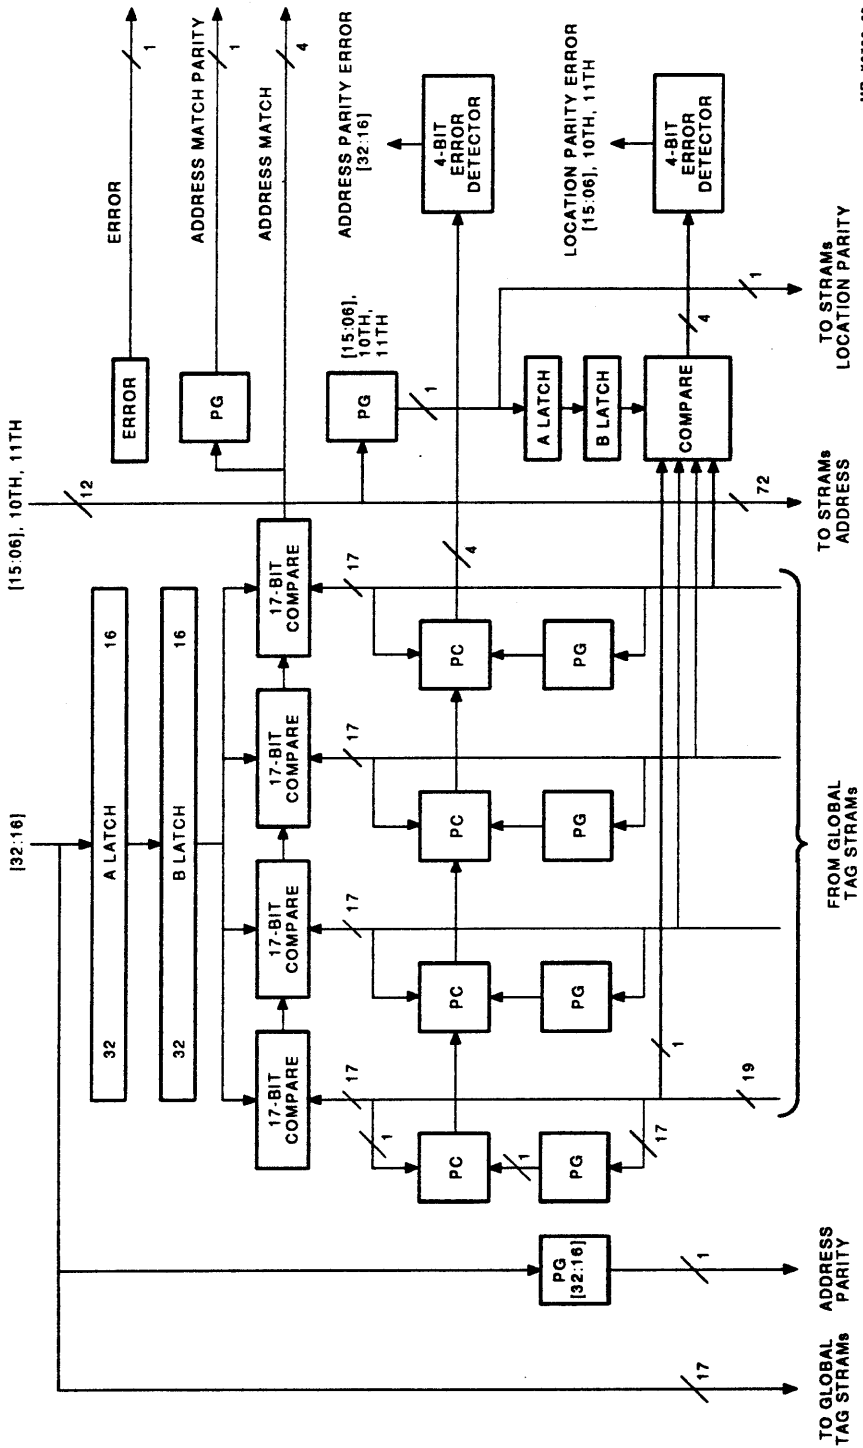 [32:16]
[15:06], 10TH, 11TH
32
A LATCH
16
ERROR
ERROR
1
12
32
B LATCH
16
PG
ADDRESS MATCH PARITY
1
17-BIT
COMPARE
17-BIT
COMPARE
17-BIT
COMPARE
17-BIT
COMPARE
ADDRESS MATCH
4
17
17
17
17
[15:06],
10TH,
11TH
PG
ADDRESS PARITY ERROR
[32:16]
1
1
PC
PC
PC
PC
4
4-BIT
ERROR
DETECTOR
1
PG
[32:16]
PG
PG
PG
PG
A LATCH
B LATCH
LOCATION PARITY ERROR
[15:06], 10TH, 11TH
17
1
COMPARE
4
4-BIT
ERROR
DETECTOR
17
1
19
72
1
TO GLOBAL
TAG STRAMs
ADDRESS
PARITY
FROM GLOBAL
TAG STRAMs
TO STRAMs
ADDRESS
TO STRAMs
LOCATION PARITY